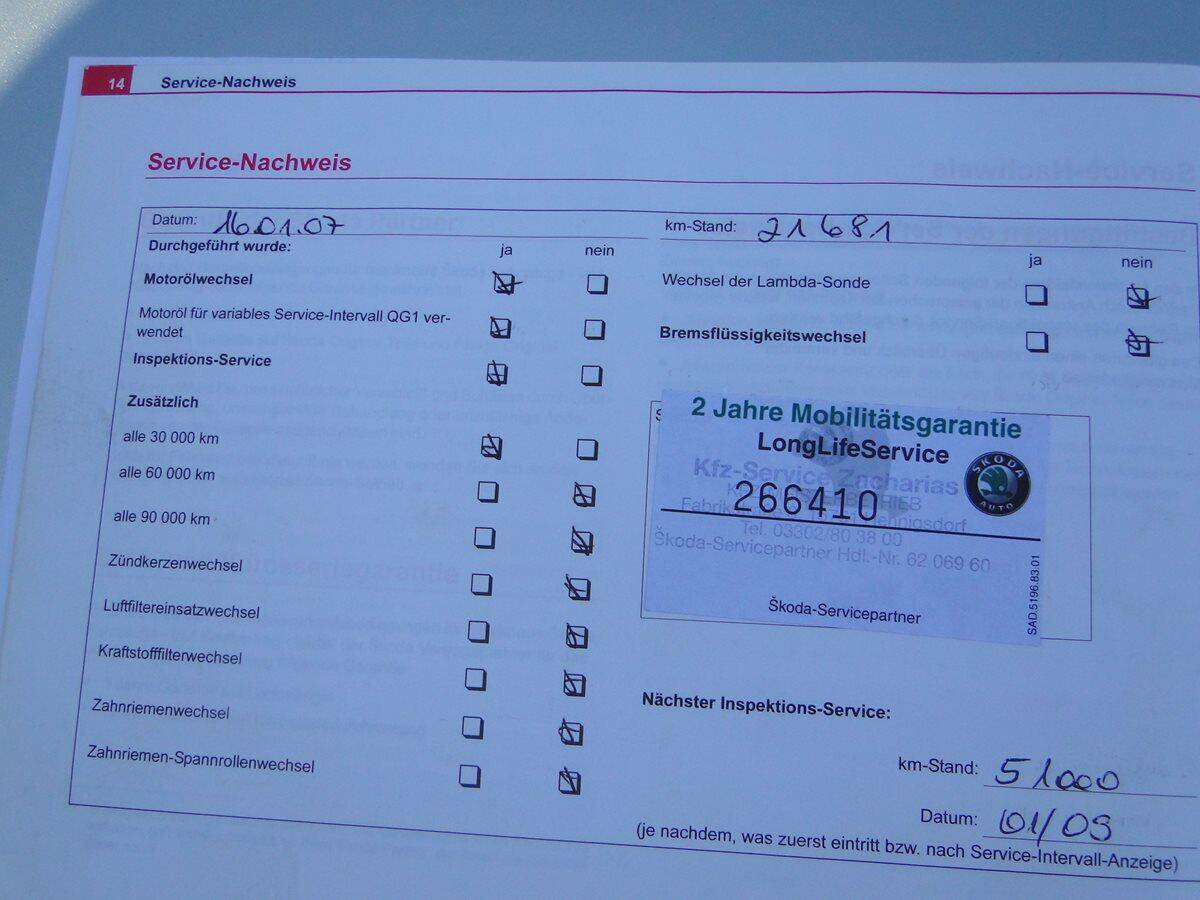 14 Service-Nachweis
Service-Nachweis
Datum: 16.01.07
km-Stand: 21681
Durchgeführt wurde: ja nein
Motorölwechsel
Motoröl für variables Service-Intervall QG1 ver-
wendet
Inspektions-Service
Zusätzlich
alle 30 000 km
alle 60 000 km
alle 90 000 km
Zündkerzenwechsel
Luftfiltereinsatzwechsel
Kraftstofffilterwechsel
Zahnriemenwechsel
Zahnriemen-Spannrollenwechsel
ja nein
Wechsel der Lambda-Sonde
Bremsflüssigkeitswechsel
2 Jahre Mobilitätsgarantie
LongLifeService
Kfz-Service Zacharias
266410
Tel. 03302/80 38 00
Škoda-Servicepartner Hdl.-Nr. 62 069 60
Škoda-Servicepartner
SAD.5196.83.01
ŠKODA
AUTO
Nächster Inspektions-Service:
km-Stand: 51000
Datum: 01/09
(je nachdem, was zuerst eintritt bzw. nach Service-Intervall-Anzeige)